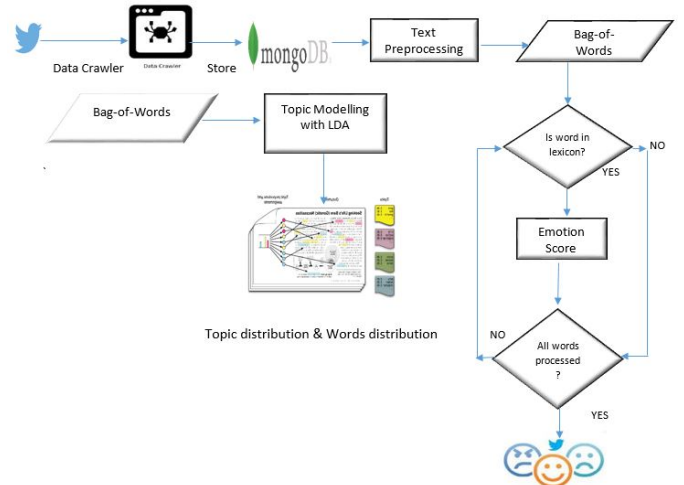 Text
Preprocessing
Bag-of-
Words
Data Crawler
Data Crawler
Store
mongoDB
Bag-of-Words
Topic Modelling
with LDA
Is word in
lexicon?
NO
YES
Emotion
Score
Topic distribution & Words distribution
NO
All words
processed
?
YES